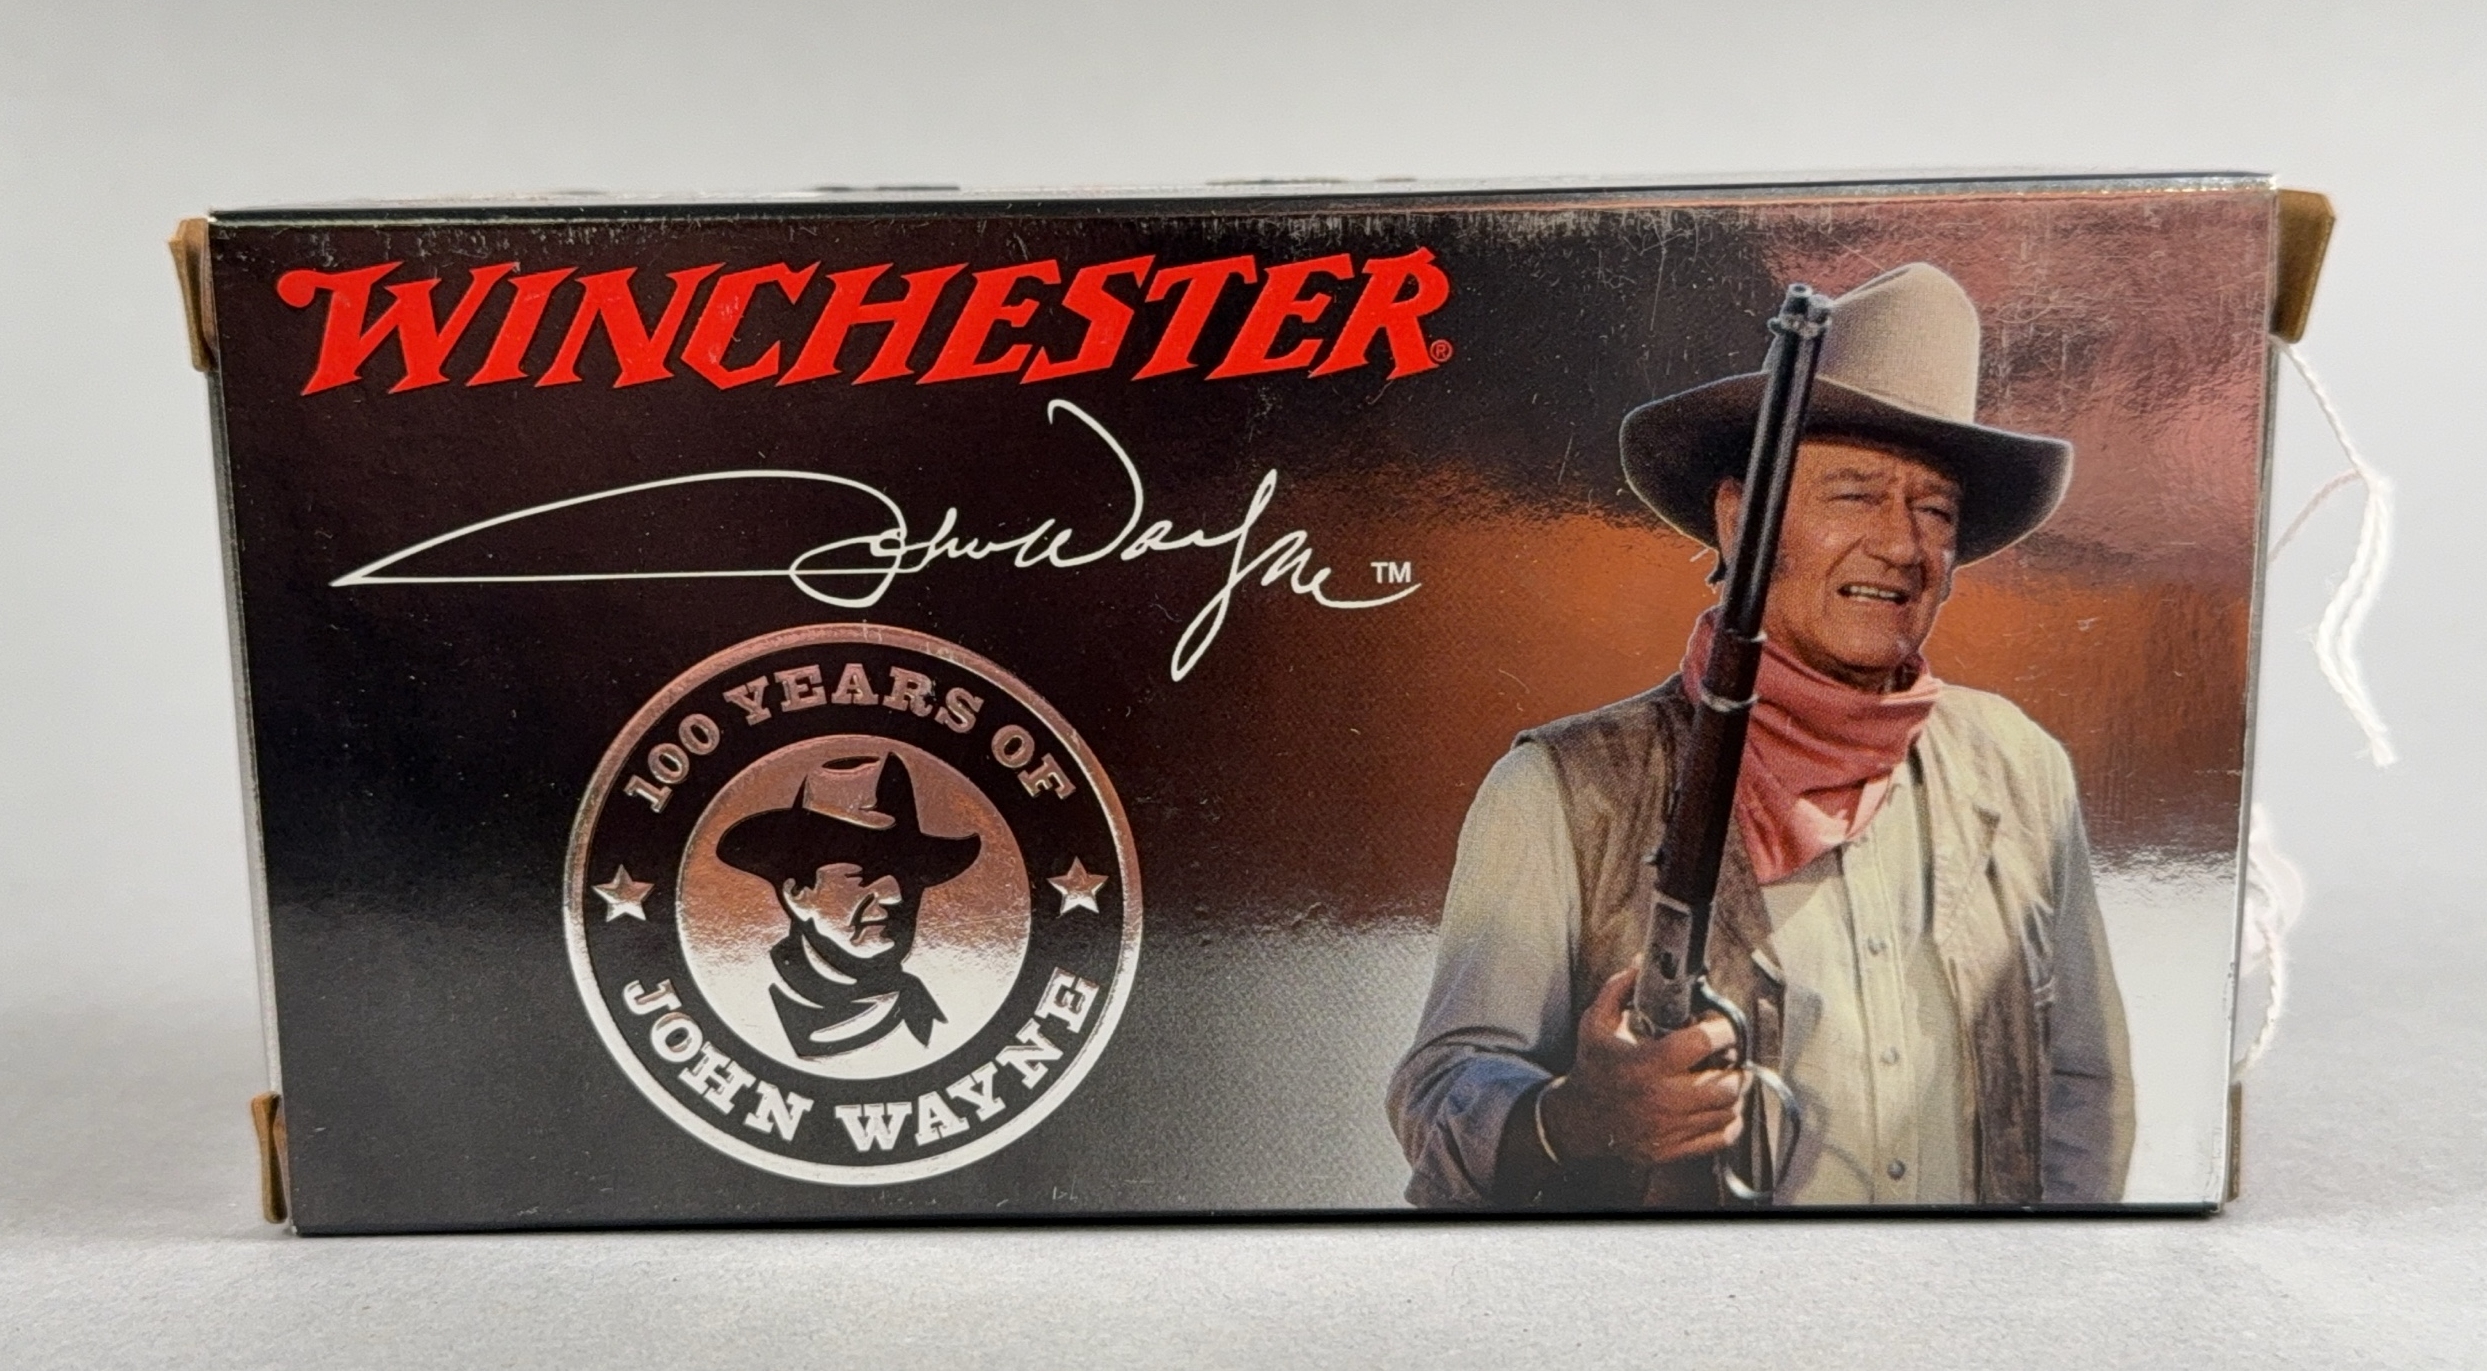 WINCHESTER®
John Wayne™
100 YEARS OF
JOHN WAYNE